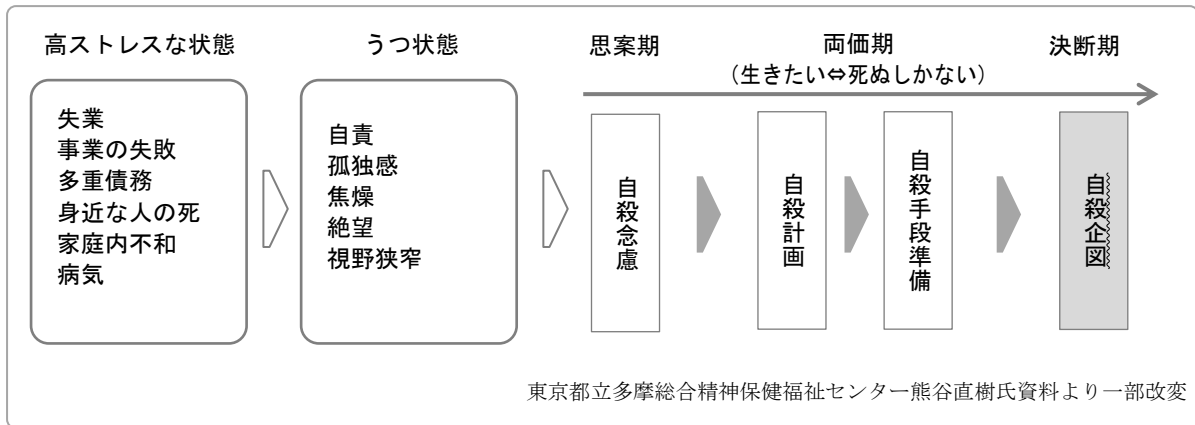 高ストレスな状態
失業
事業の失敗
多重債務
身近な人の死
家庭内不和
病気
うつ状態
自責
孤独感
焦燥
絶望
視野狭窄
思案期
両価期
（生きたい⇔死ぬしかない）
決断期
自殺念慮
自殺計画
自殺手段準備
自殺企図
東京都立多摩総合精神保健福祉センター熊谷直樹氏資料より一部改変